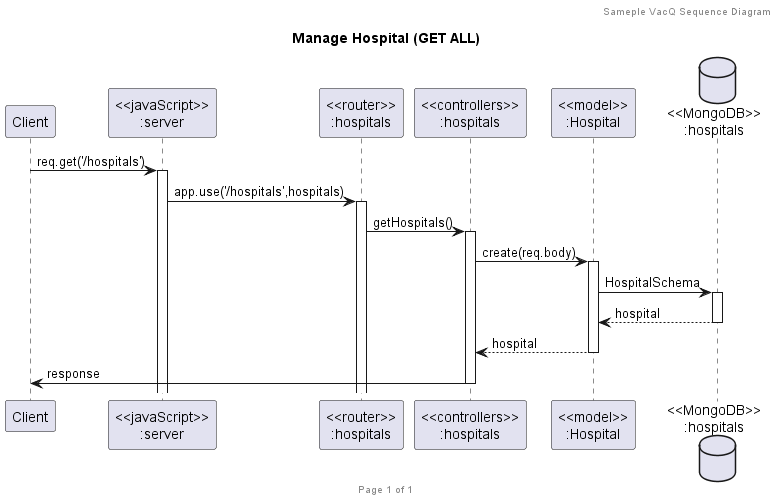 Sameple VacQ Sequence Diagram
Manage Hospital (GET ALL)
Client
<<javaScript>>
:server
<<router>>
:hospitals
<<controllers>>
:hospitals
<<model>>
:Hospital
<<MongoDB>>
:hospitals
req.get('/hospitals')
app.use('/hospitals',hospitals)
getHospitals()
create(req.body)
HospitalSchema
hospital
hospital
response
Client
<<javaScript>>
:server
<<router>>
:hospitals
<<controllers>>
:hospitals
<<model>>
:Hospital
<<MongoDB>>
:hospitals
Page 1 of 1